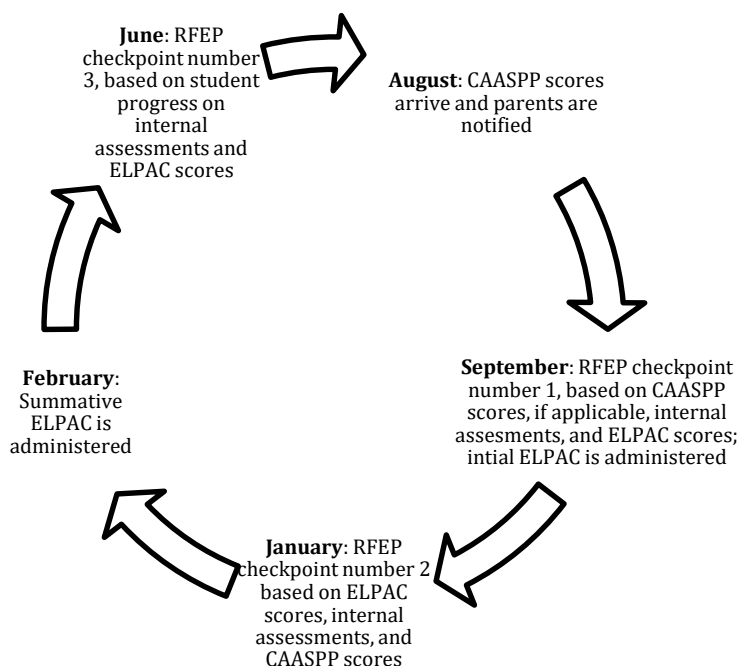 June: RFEP
checkpoint number
3, based on student
progress on
internal
assessments and
ELPAC scores
August: CAASPP scores
arrive and parents are
notified
September: RFEP checkpoint
number 1, based on CAASPP
scores, if applicable, internal
assesments, and ELPAC scores;
intial ELPAC is administered
January: RFEP
checkpoint number 2
based on ELPAC
scores, internal
assessments, and
CAASPP scores
February:
Summative
ELPAC is
administered